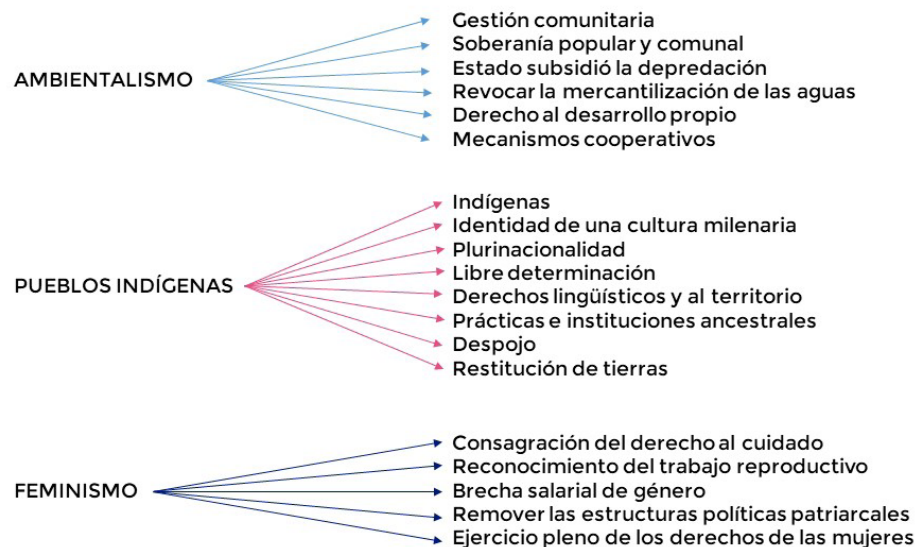 AMBIENTALISMO
Gestión comunitaria
Soberanía popular y comunal
Estado subsidió la depredación
Revocar la mercantilización de las aguas
Derecho al desarrollo propio
Mecanismos cooperativos
PUEBLOS INDÍGENAS
Indígenas
Identidad de una cultura milenaria
Plurinacionalidad
Libre determinación
Derechos lingüísticos y al territorio
Prácticas e instituciones ancestrales
Despojo
Restitución de tierras
FEMINISMO
Consagración del derecho al cuidado
Reconocimiento del trabajo reproductivo
Brecha salarial de género
Remover las estructuras políticas patriarcales
Ejercicio pleno de los derechos de las mujeres